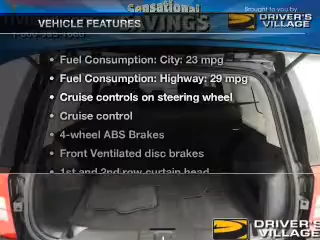 Sensational
SAVINGS
Brought to you by
DRIVER'S
VILLAGE
VEHICLE FEATURES
• Fuel Consumption: City: 23 mpg
• Fuel Consumption: Highway: 29 mpg
• Cruise controls on steering wheel
• Cruise control
• 4-wheel ABS Brakes
• Front Ventilated disc brakes
• 1st and 2nd row curtain head
DRIVER'S
VILLAGE